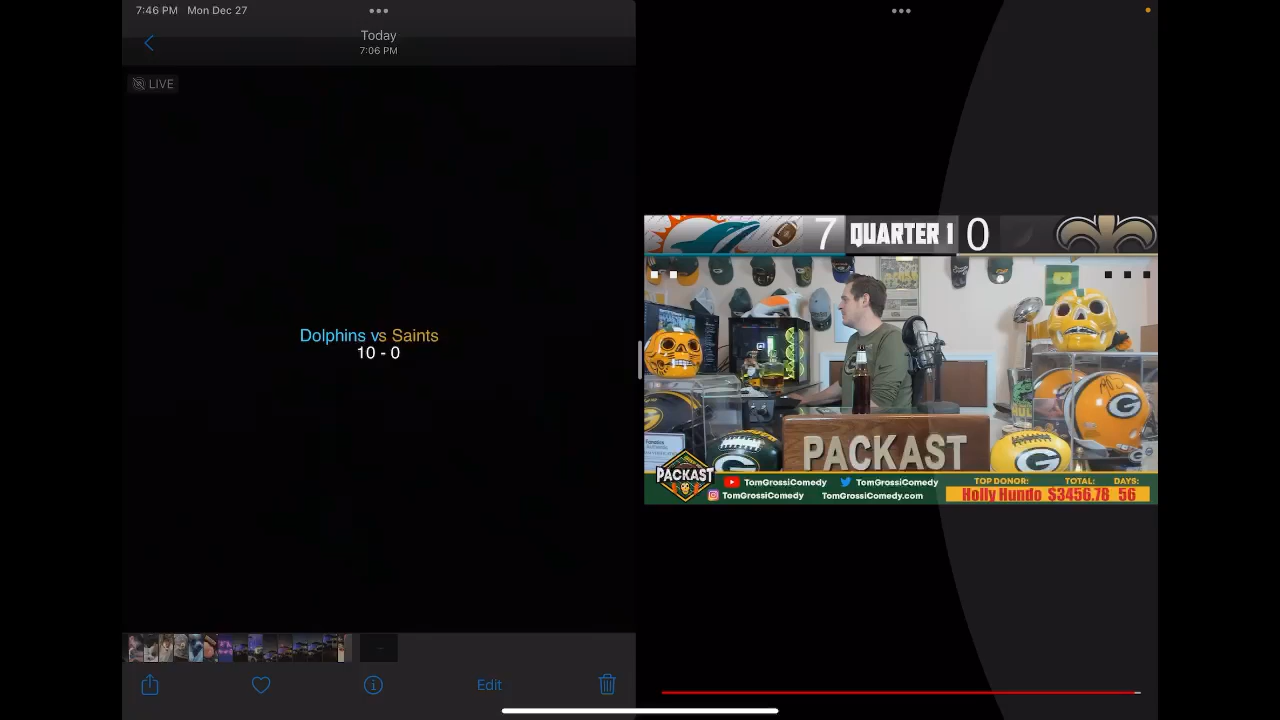 7:46 PM Mon Dec 27
Today
7:06 PM
LIVE
Dolphins vs Saints
10 - 0
Edit
7 QUARTER 1 0
PACKAST
PACKAST
TomGrossiComedy TomGrossiComedy
TomGrossiComedy TomGrossiComedy.com
TOP DONOR: TOTAL: DAYS:
Holly Hundo $3456.78 56